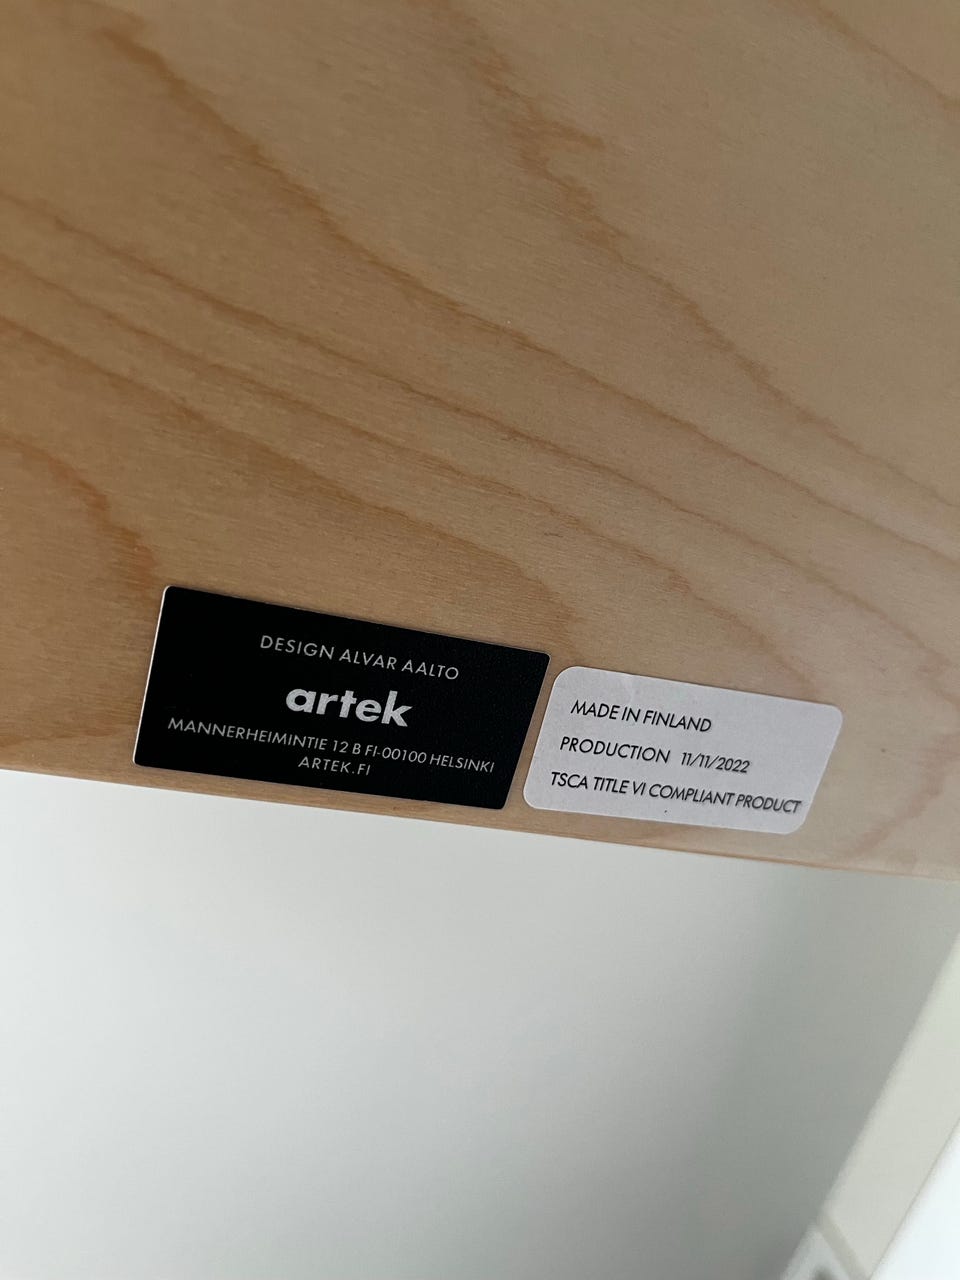 DESIGN ALVAR AALTO
artek
MANNERHEIMINTIE 12 B FI-00100 HELSINKI
ARTEK.FI
MADE IN FINLAND
PRODUCTION 11/11/2022
TSCA TITLE VI COMPLIANT PRODUCT